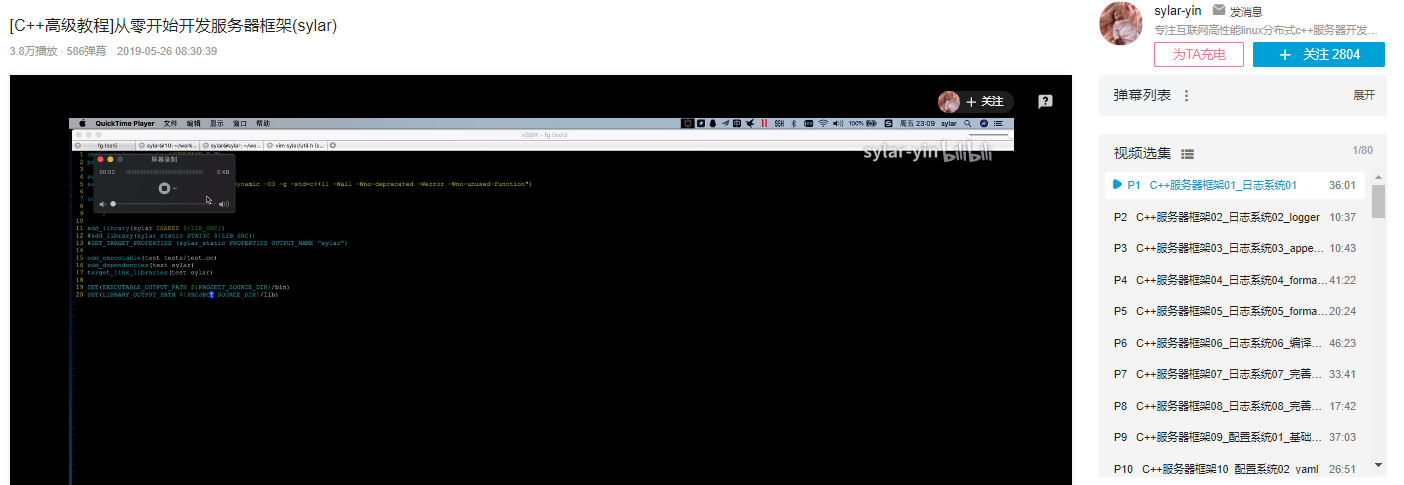 [C++高级教程]从零开始开发服务器框架(sylar)
3.8万播放 · 586弹幕 2019-05-26 08:30:39
sylar-yin 发消息
专注互联网高性能linux分布式c++服务器开发…
为TA充电
+ 关注 2804
+ 关注
QuickTime Player 文件 编辑 显示 窗口 帮助
SSH 100% 周五 23:09 sylar
vSSH - fg (ssh)
fg (ssh) sylar@10: ~/work... sylar@sylar: ~/wo... vim sylar/util.h (s...
sylar-yin bilibili
屏幕录制
00:00 0 KB
1
2
3
4
5 dynamic -O3 -g -std=c++11 -Wall -Wno-deprecated -Werror -Wno-unused-function")
10
11 add_library(sylar SHARED ${LIB_SRC})
12 #add_library(sylar_static STATIC ${LIB_SRC})
13 #SET_TARGET_PROPERTIES (sylar_static PROPERTIES OUTPUT_NAME "sylar")
14
15 add_executable(test tests/test.cc)
16 add_dependencies(test sylar)
17 target_link_libraries(test sylar)
18
19 SET(EXECUTABLE_OUTPUT_PATH ${PROJECT_SOURCE_DIR}/bin)
20 SET(LIBRARY_OUTPUT_PATH ${PROJECT_SOURCE_DIR}/lib)
弹幕列表 展开
视频选集 1/80
P1 C++服务器框架01_日志系统01 36:01
P2 C++服务器框架02_日志系统02_logger 10:37
P3 C++服务器框架03_日志系统03_appe… 10:43
P4 C++服务器框架04_日志系统04_forma… 41:22
P5 C++服务器框架05_日志系统05_forma… 20:24
P6 C++服务器框架06_日志系统06_编译… 46:23
P7 C++服务器框架07_日志系统07_完善… 33:41
P8 C++服务器框架08_日志系统08_完善… 17:42
P9 C++服务器框架09_配置系统01_基础… 37:03
P10 C++服务器框架10_配置系统02_yaml 26:51